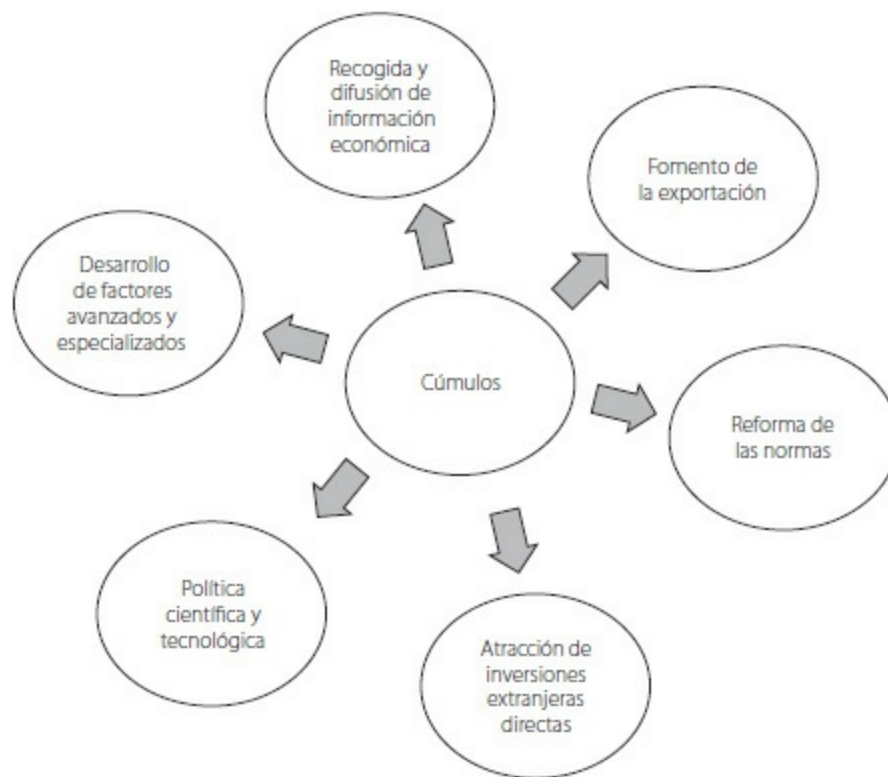 Recogida y
difusión de
información
económica
Fomento de
la exportación
Desarrollo
de factores
avanzados y
especializados
Cúmulos
Reforma de
las normas
Política
científica y
tecnológica
Atracción de
inversiones
extranjeras
directas